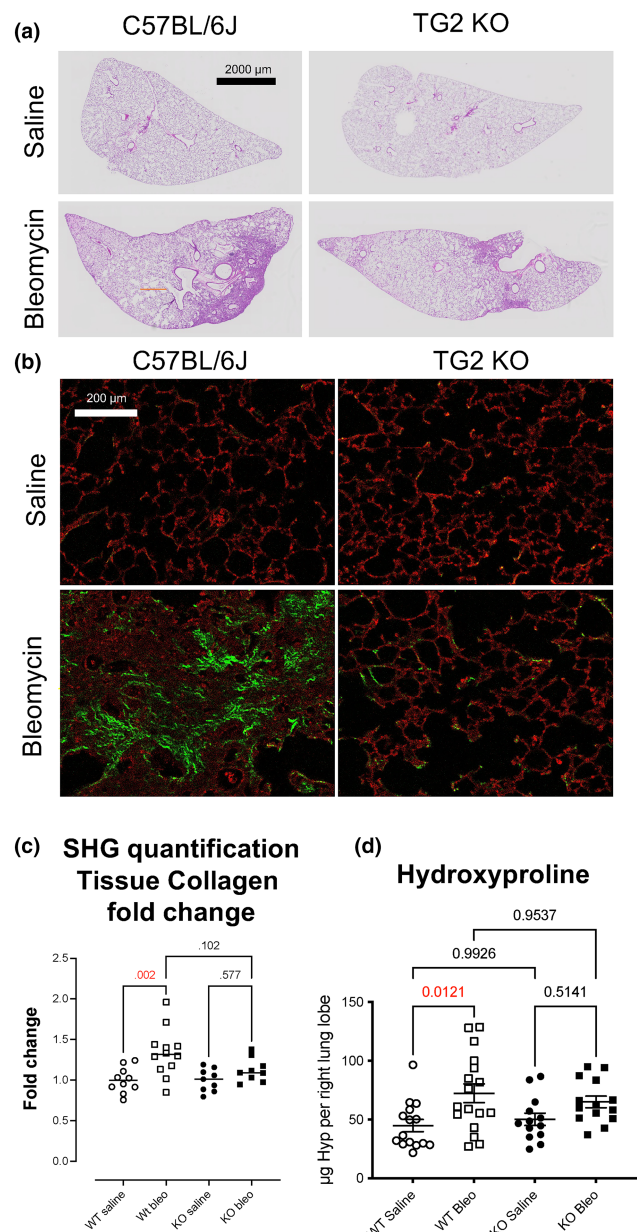 (a)
C57BL/6J
TG2 KO
Saline
2000 µm
Bleomycin
(b)
C57BL/6J
TG2 KO
Saline
200 µm
Bleomycin
(c)
SHG quantification
Tissue Collagen
fold change
.102
.002
.577
Fold change
2.5
2.0
1.5
1.0
0.5
0.0
WT saline
Wt bleo
KO saline
KO bleo
(d)
Hydroxyproline
0.9537
0.9926
0.0121
0.5141
µg Hyp per right lung lobe
150
100
50
0
WT Saline
WT Bleo
KO Saline
KO Bleo